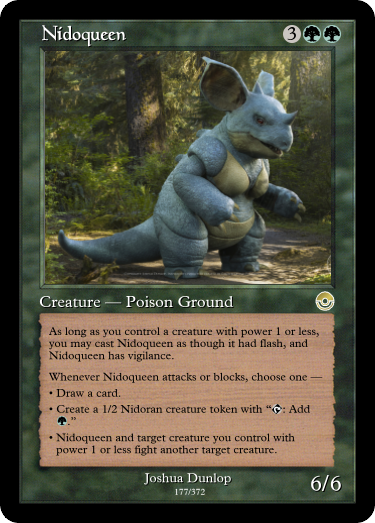 Nidoqueen 3
Creature — Poison Ground
As long as you control a creature with power 1 or less,
you may cast Nidoqueen as though it had flash, and
Nidoqueen has vigilance.
Whenever Nidoqueen attacks or blocks, choose one —
• Draw a card.
• Create a 1/2 Nidoran creature token with “: Add
.”
• Nidoqueen and target creature you control with
power 1 or less fight another target creature.
Joshua Dunlop
177/372
6/6